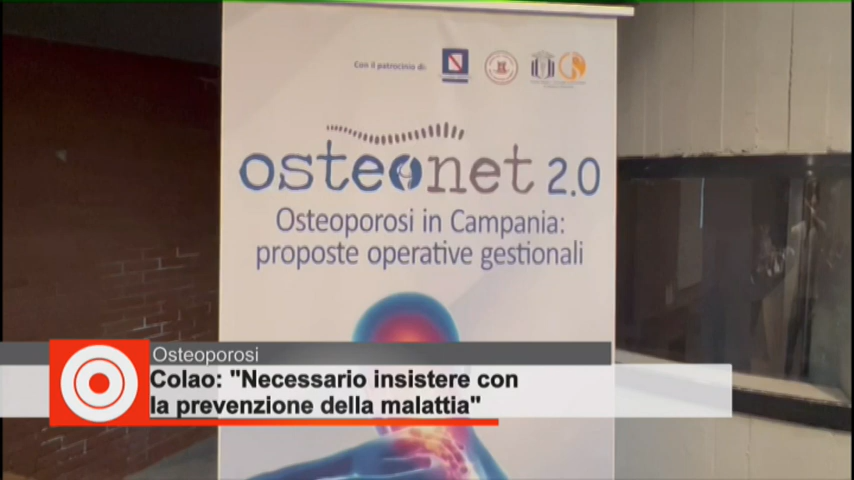 Con il patrocinio di:
osteonet 2.0
Osteoporosi in Campania:
proposte operative gestionali
Osteoporosi
Colao: "Necessario insistere con
la prevenzione della malattia"